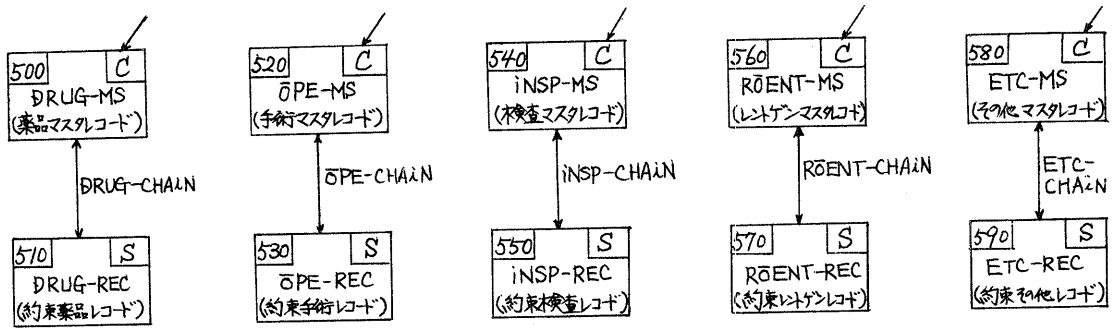 500 C
DRUG-MS
(薬品マスタレコード)
DRUG-CHAiN
510 S
DRUG-REC
(約束薬品レコード)
520 C
ŌPE-MS
(手術マスタレコード)
ŌPE-CHAiN
530 S
ŌPE-REC
(約束手術レコード)
540 C
iNSP-MS
(検査マスタレコード)
iNSP-CHAiN
550 S
iNSP-REC
(約束検査レコード)
560 C
RŌENT-MS
(レントゲンマスタレコード)
RŌENT-CHAiN
570 S
RŌENT-REC
(約束レントゲンレコード)
580 C
ETC-MS
(その他マスタレコード)
ETC-
CHAiN
590 S
ETC-REC
(約束その他レコード)